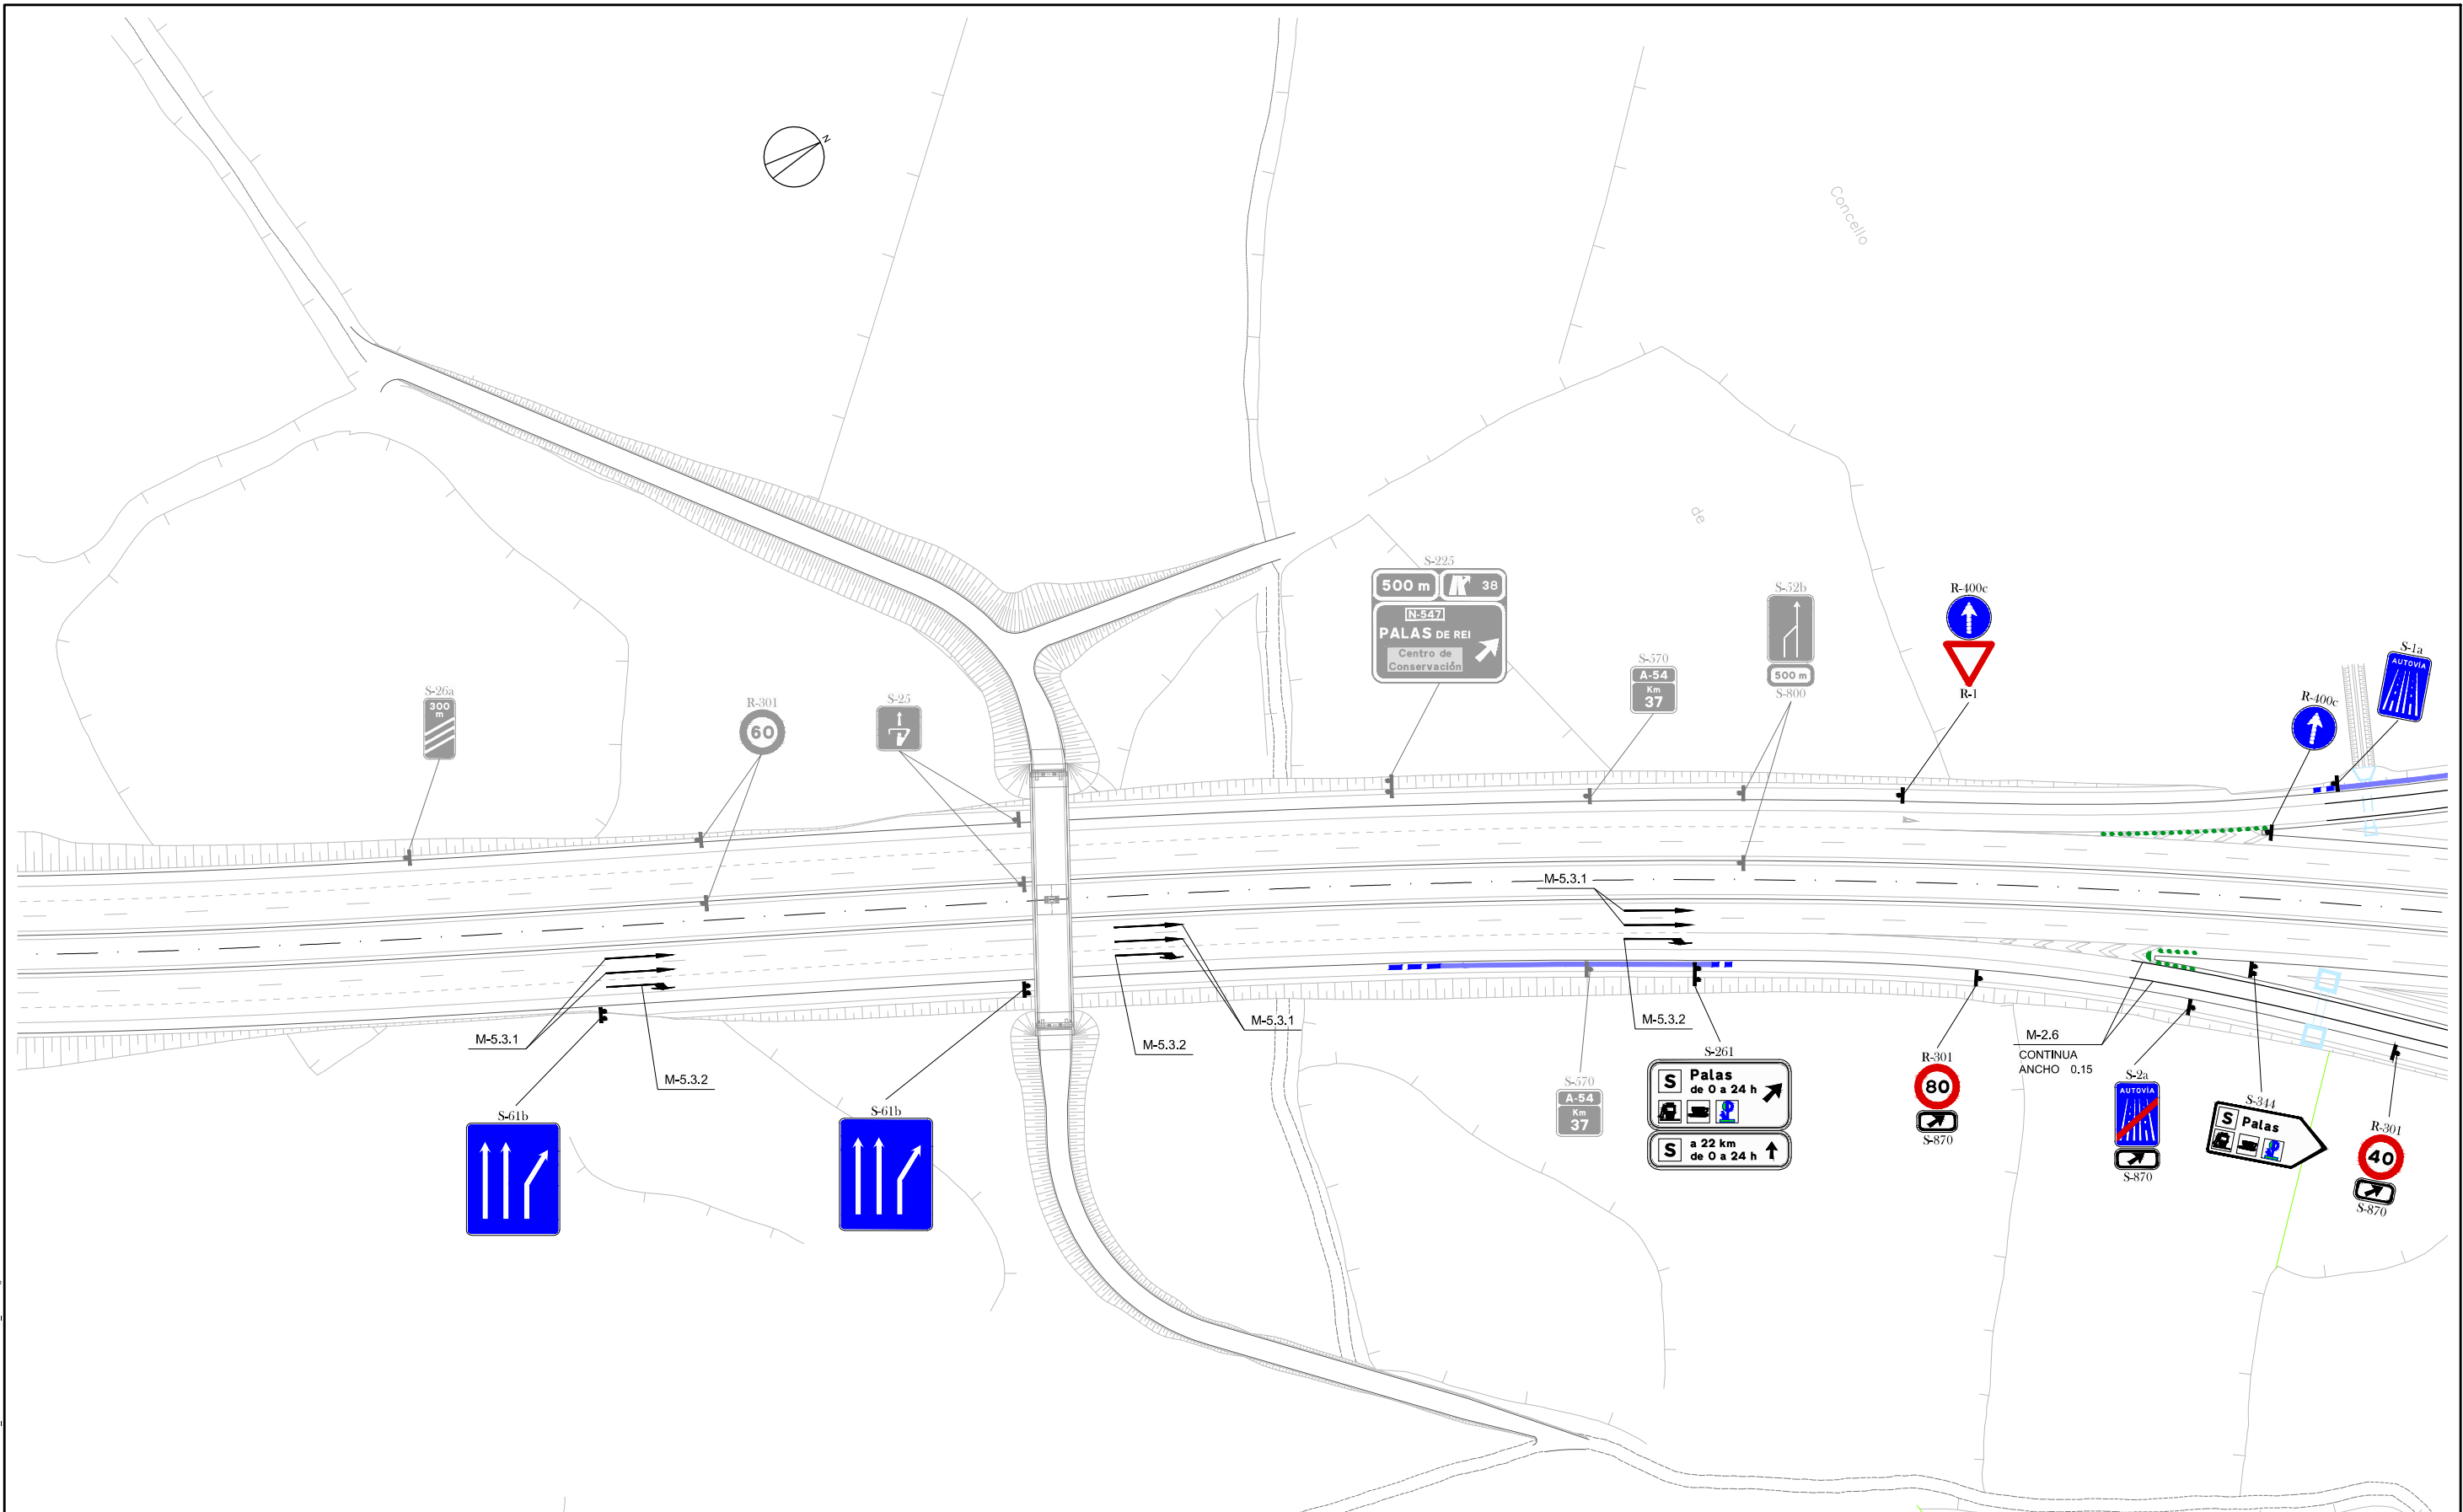 N
Concello
de
S-225
500 m
38
N-547
PALAS DE REI
Centro de
Conservación
S-570
A-54
Km
37
S-52b
500 m
S-800
R-400c
R-1
S-1a
AUTOVÍA
R-400c
S-26a
300
m
R-301
60
S-25
M-5.3.1
M-5.3.1
M-5.3.2
S-61b
S-61b
M-5.3.1
M-5.3.2
M-5.3.2
S-570
A-54
Km
37
S-261
S Palas
de 0 a 24 h
S a 22 km
de 0 a 24 h
R-301
80
S-870
M-2.6
CONTINUA
ANCHO 0.15
S-2a
AUTOVÍA
S-870
S-344
S Palas
R-301
40
S-870